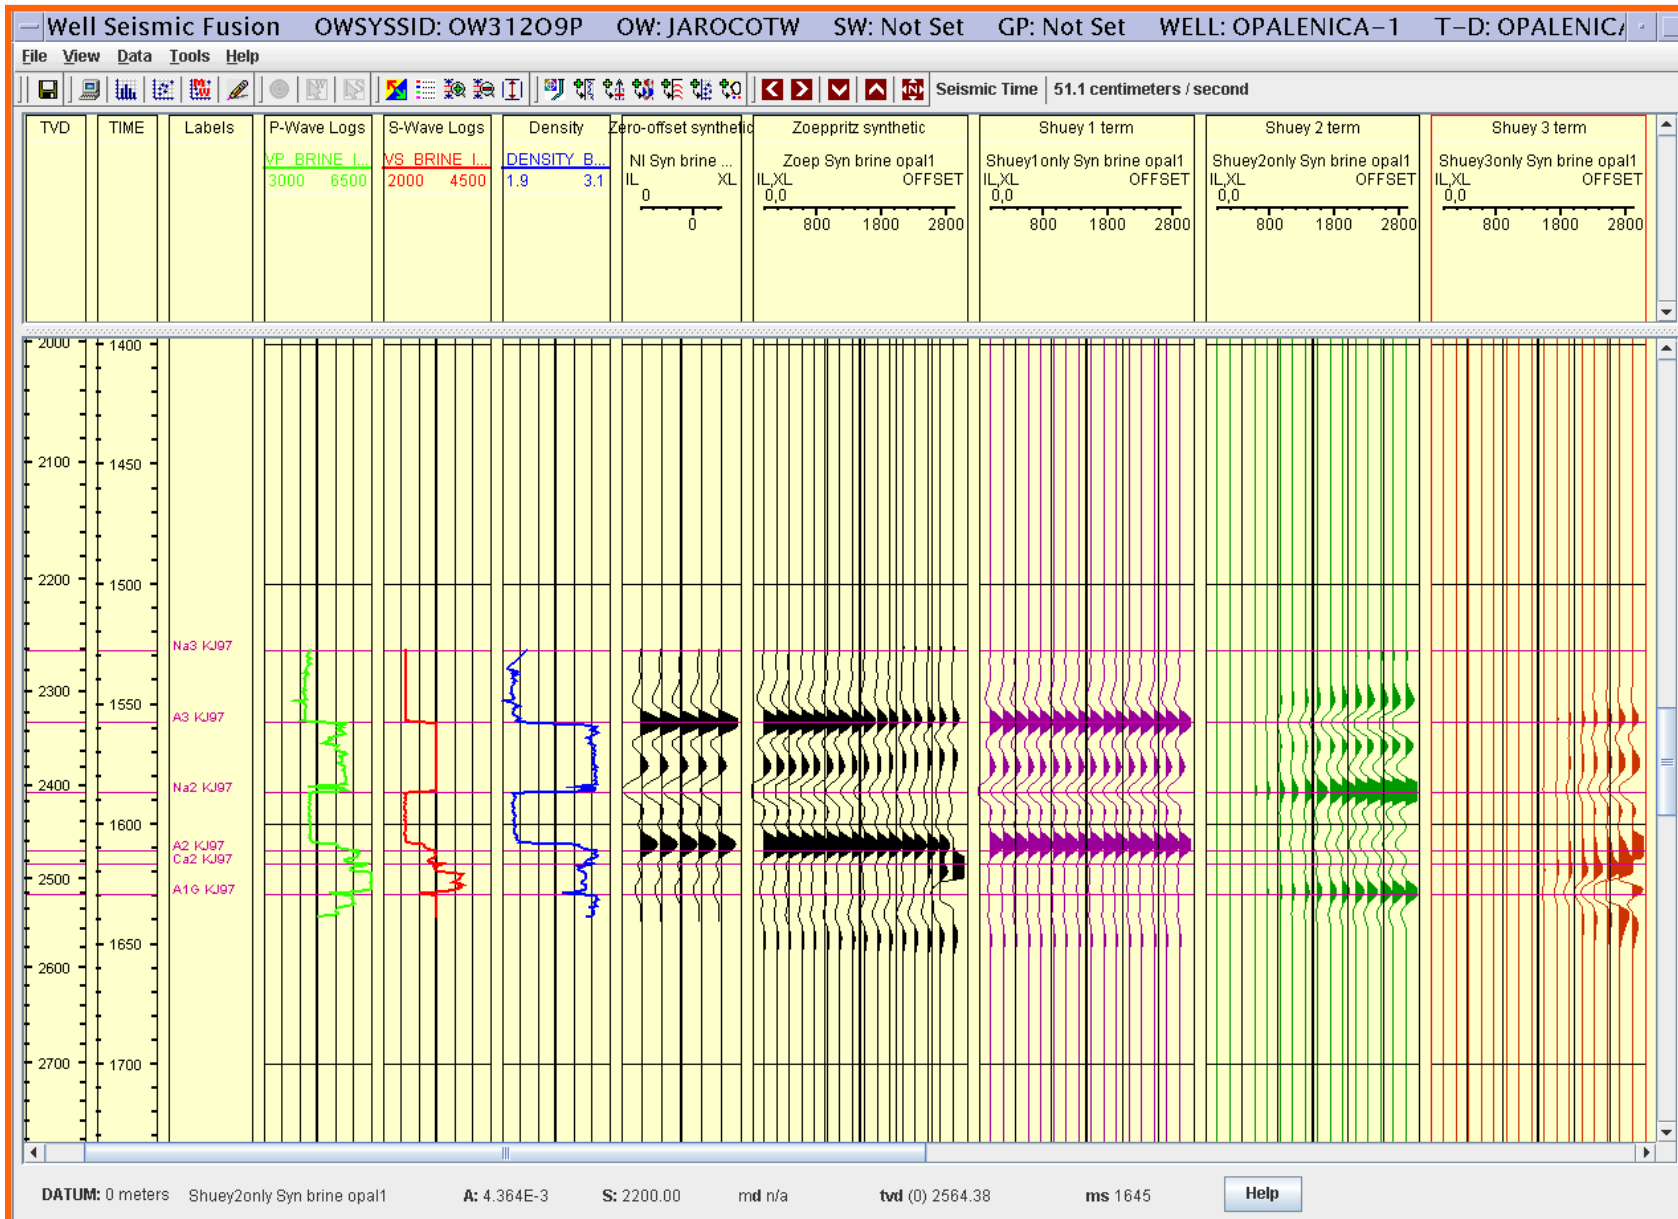 Well Seismic Fusion OWSYSSID: OW312O9P OW: JAROCOTW SW: Not Set GP: Not Set WELL: OPALENICA-1 T-D: OPALENICA
File View Data Tools Help
Seismic Time 51.1 centimeters / second
TVD TIME Labels P-Wave Logs S-Wave Logs Density Zero-offset synthetic Zoeppritz synthetic Shuey 1 term Shuey 2 term Shuey 3 term
VP_BRINE_I... VS_BRINE_I... DENSITY_B... NI Syn brine ... Zoep Syn brine opal1 Shuey1only Syn brine opal1 Shuey2only Syn brine opal1 Shuey3only Syn brine opal1
3000 6500 2000 4500 1.9 3.1 IL XL IL,XL OFFSET IL,XL OFFSET IL,XL OFFSET IL,XL OFFSET
0 0,0 0,0 0,0 0,0
0 800 1800 2800 800 1800 2800 800 1800 2800 800 1800 2800
2000 1400
2100 1450
2200 1500
Na3 KJ97
2300 1550
A3 KJ97
2400 Na2 KJ97
1600
A2 KJ97
Ca2 KJ97
2500 A1G KJ97
1650
2600
2700 1700
DATUM: 0 meters Shuey2only Syn brine opal1 A: 4.364E-3 S: 2200.00 md n/a tvd (0) 2564.38 ms 1645 Help